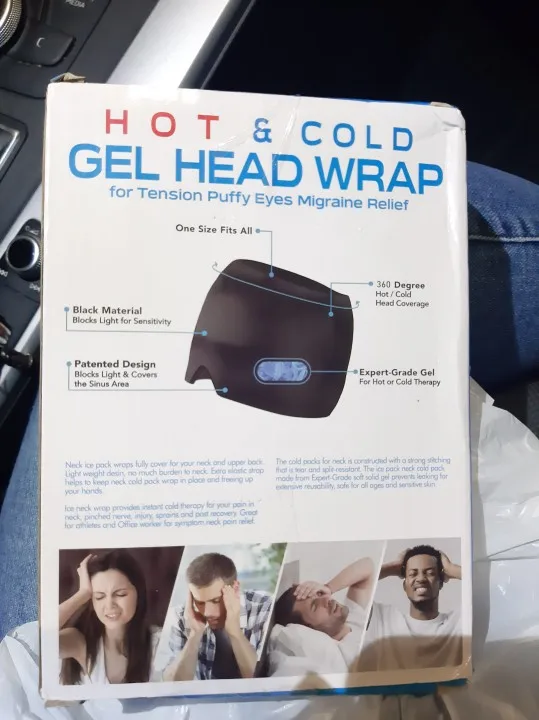 MEDIA
HOT & COLD
GEL HEAD WRAP
for Tension Puffy Eyes Migraine Relief
One Size Fits All
360 Degree
Hot / Cold
Head Coverage
Black Material
Blocks Light for Sensitivity
Patented Design
Blocks Light & Covers
the Sinus Area
Expert-Grade Gel
For Hot or Cold Therapy
Neck ice pack wraps fully cover for your neck and upper back.
Light weight desin, no much burden to neck. Extra elastic strap
helps to keep neck cold pack wrap in place and freeing up
your hands.
Ice neck wrap provides instant cold therapy for your pain in
neck, pinched nerve, injury, sprains and post recovery. Great
for athletes and Office worker for symptom neck pain relief.
The cold packs for neck is constructed with a strong stitching
that is tear and split-resistant. The ice pack neck cold pack,
made from Expert-Grade soft solid gel prevents leaking for
extensive reusability, safe for all ages and sensitive skin.